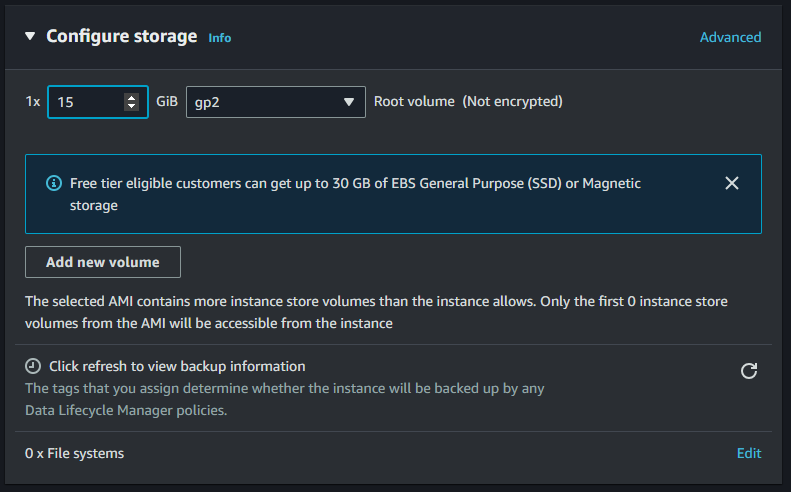 Configure storage Info Advanced
1x 15 GiB gp2 Root volume (Not encrypted)
Free tier eligible customers can get up to 30 GB of EBS General Purpose (SSD) or Magnetic
storage
Add new volume
The selected AMI contains more instance store volumes than the instance allows. Only the first 0 instance store
volumes from the AMI will be accessible from the instance
Click refresh to view backup information
The tags that you assign determine whether the instance will be backed up by any
Data Lifecycle Manager policies.
0 x File systems Edit